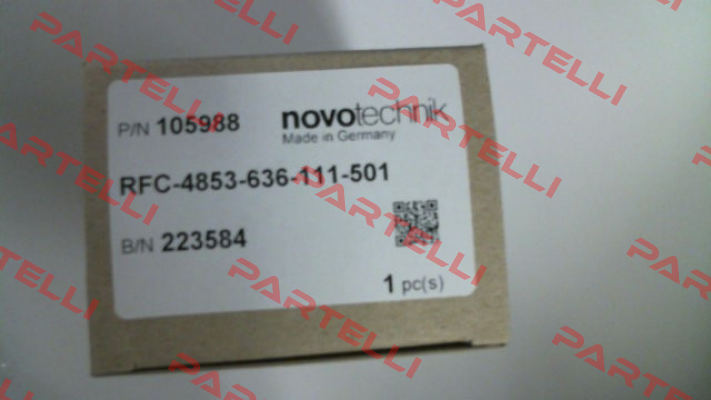 P/N 105988
novotechnik
Made in Germany
RFC-4853-636-111-501
B/N 223584
1 pc(s)
PARTELLI
PARTELLI
PARTELLI
PARTELLI
PARTELLI
PARTELLI
PARTELLI
PARTELLI